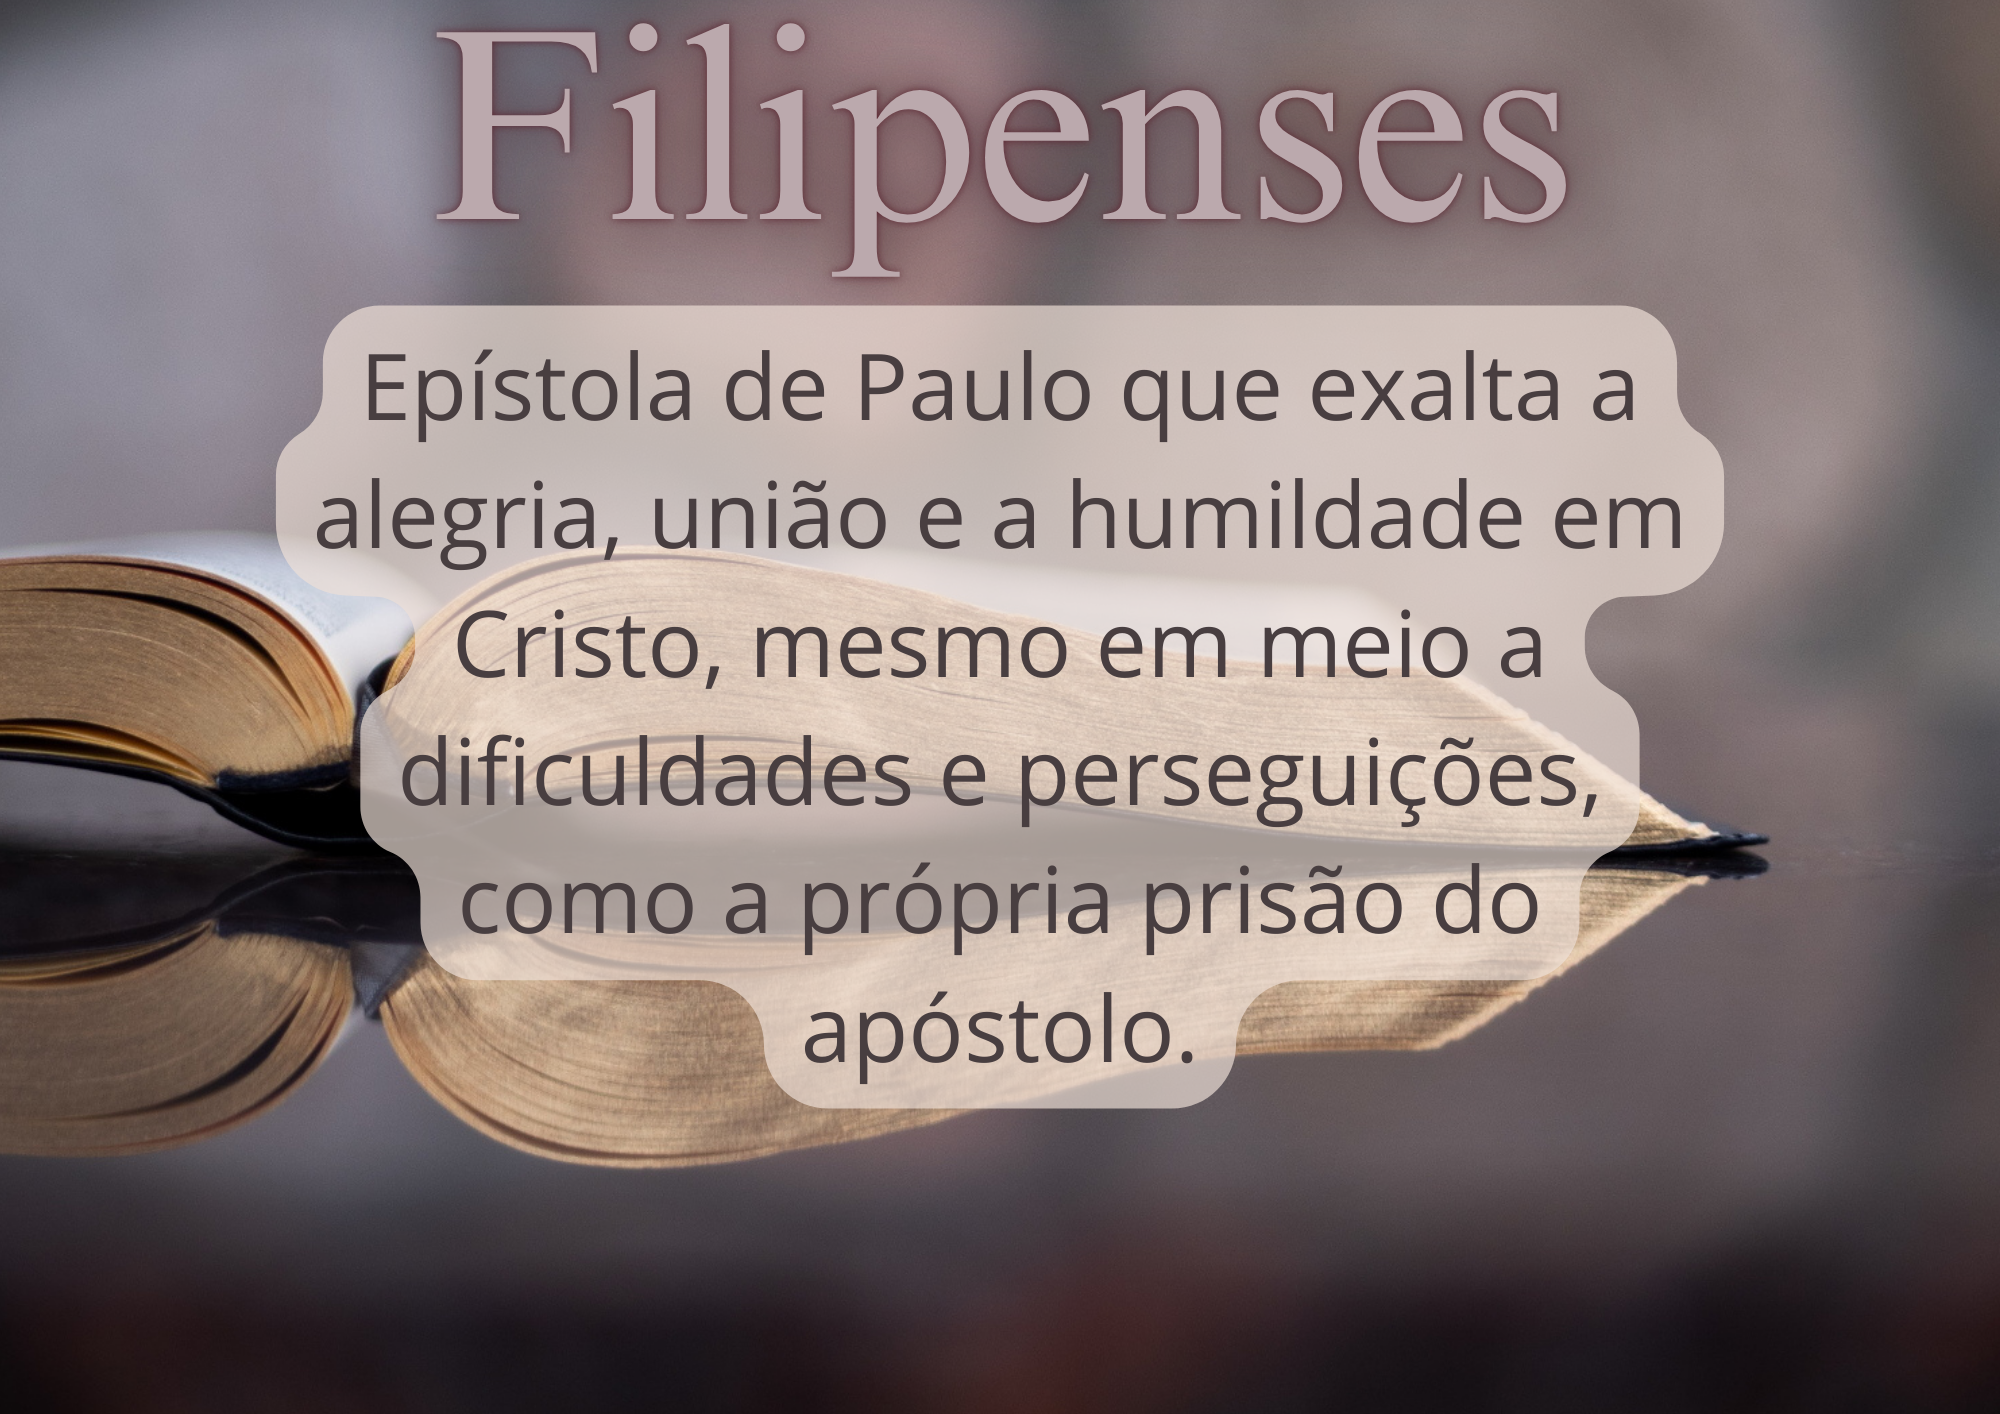 Filipenses
Epístola de Paulo que exalta a
alegria, união e a humildade em
Cristo, mesmo em meio a
dificuldades e perseguições,
como a própria prisão do
apóstolo.